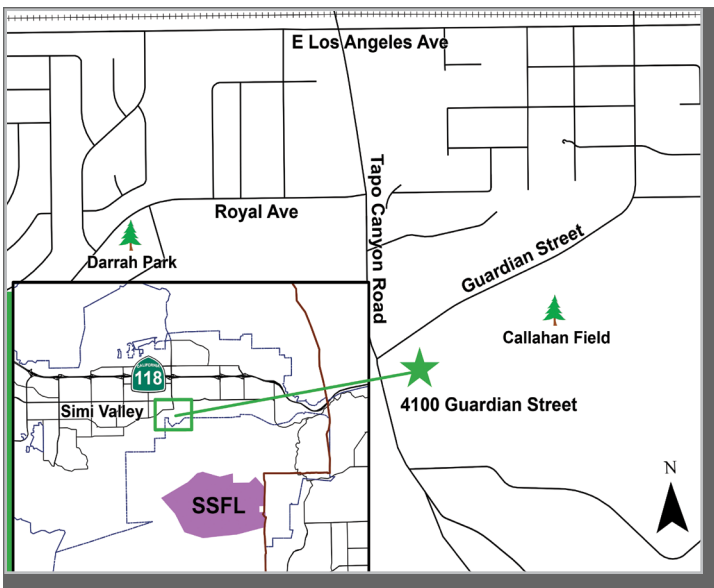 E Los Angeles Ave
Tapo Canyon Road
Royal Ave
Guardian Street
Darrah Park
Callahan Field
CALIFORNIA
118
Simi Valley
4100 Guardian Street
SSFL
N